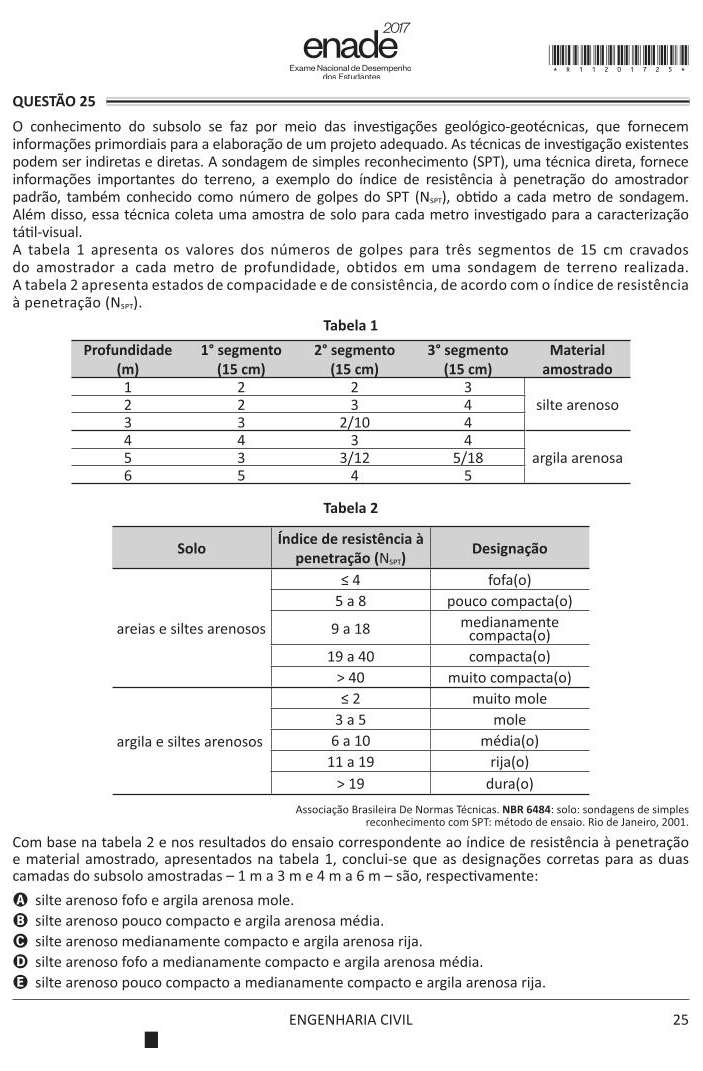 enade 2017
Exame Nacional de Desempenho
dos Estudantes
* R 1 1 2 0 1 7 2 5 *
QUESTÃO 25
O conhecimento do subsolo se faz por meio das investigações geológico-geotécnicas, que fornecem
informações primordiais para a elaboração de um projeto adequado. As técnicas de investigação existentes
podem ser indiretas e diretas. A sondagem de simples reconhecimento (SPT), uma técnica direta, fornece
informações importantes do terreno, a exemplo do índice de resistência à penetração do amostrador
padrão, também conhecido como número de golpes do SPT (NSPT), obtido a cada metro de sondagem.
Além disso, essa técnica coleta uma amostra de solo para cada metro investigado para a caracterização
tátil-visual.
A tabela 1 apresenta os valores dos números de golpes para três segmentos de 15 cm cravados
do amostrador a cada metro de profundidade, obtidos em uma sondagem de terreno realizada.
A tabela 2 apresenta estados de compacidade e de consistência, de acordo com o índice de resistência
à penetração (NSPT).
Tabela 1
Profundidade 1° segmento 2° segmento 3° segmento Material
(m) (15 cm) (15 cm) (15 cm) amostrado
1 2 2 3
2 2 3 4 silte arenoso
3 3 2/10 4
4 4 3 4
5 3 3/12 5/18 argila arenosa
6 5 4 5
Tabela 2
Solo Índice de resistência à penetração (NSPT) Designação
≤ 4 fofa(o)
5 a 8 pouco compacta(o)
areias e siltes arenosos 9 a 18 medianamente compacta(o)
19 a 40 compacta(o)
> 40 muito compacta(o)
≤ 2 muito mole
3 a 5 mole
argila e siltes arenosos 6 a 10 média(o)
11 a 19 rija(o)
> 19 dura(o)
Associação Brasileira De Normas Técnicas. NBR 6484: solo: sondagens de simples
reconhecimento com SPT: método de ensaio. Rio de Janeiro, 2001.
Com base na tabela 2 e nos resultados do ensaio correspondente ao índice de resistência à penetração
e material amostrado, apresentados na tabela 1, conclui-se que as designações corretas para as duas
camadas do subsolo amostradas – 1 m a 3 m e 4 m a 6 m – são, respectivamente:
A silte arenoso fofo e argila arenosa mole.
B silte arenoso pouco compacto e argila arenosa média.
C silte arenoso medianamente compacto e argila arenosa rija.
D silte arenoso fofo a medianamente compacto e argila arenosa média.
E silte arenoso pouco compacto a medianamente compacto e argila arenosa rija.
ENGENHARIA CIVIL 25